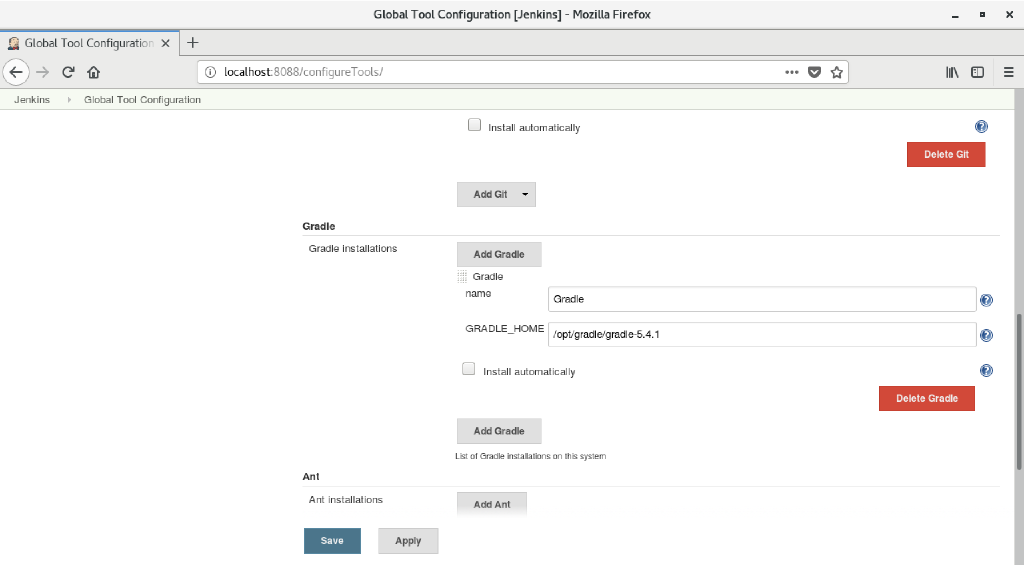 Global Tool Configuration [Jenkins] - Mozilla Firefox
Global Tool Configuration
localhost:8088/configureTools/
Jenkins Global Tool Configuration
Install automatically
Delete Git
Add Git
Gradle
Gradle installations
Add Gradle
Gradle
name
Gradle
GRADLE_HOME
/opt/gradle/gradle-5.4.1
Install automatically
Delete Gradle
Add Gradle
List of Gradle installations on this system
Ant
Ant installations
Add Ant
Save
Apply